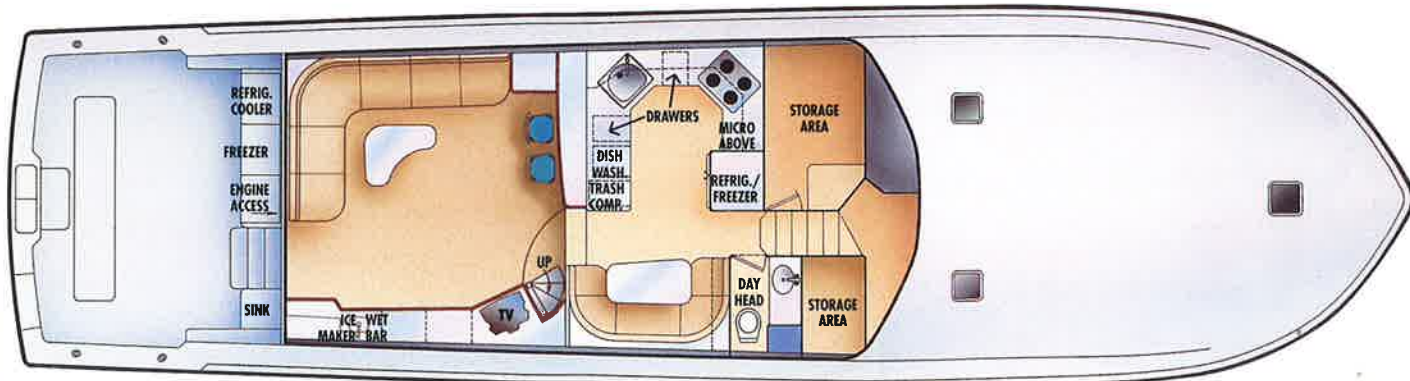 REFRIG.
COOLER
FREEZER
ENGINE
ACCESS
SINK
ICE
MAKER
WET
BAR
TV
UP
DRAWERS
DISH
WASH.
TRASH
COMP.
MICRO
ABOVE
REFRIG./
FREEZER
STORAGE
AREA
DAY
HEAD
STORAGE
AREA